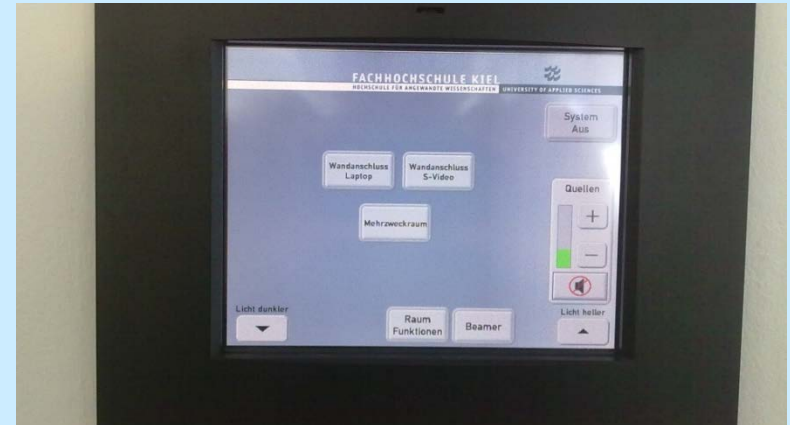 FACHHOCHSCHULE KIEL
HOCHSCHULE FÜR ANGEWANDTE WISSENSCHAFTEN UNIVERSITY OF APPLIED SCIENCES
System
Aus
Wandanschluss
Laptop
Wandanschluss
S-Video
Quellen
+
Mehrzweckraum
−
Licht dunkler
Raum
Funktionen
Beamer
Licht heller